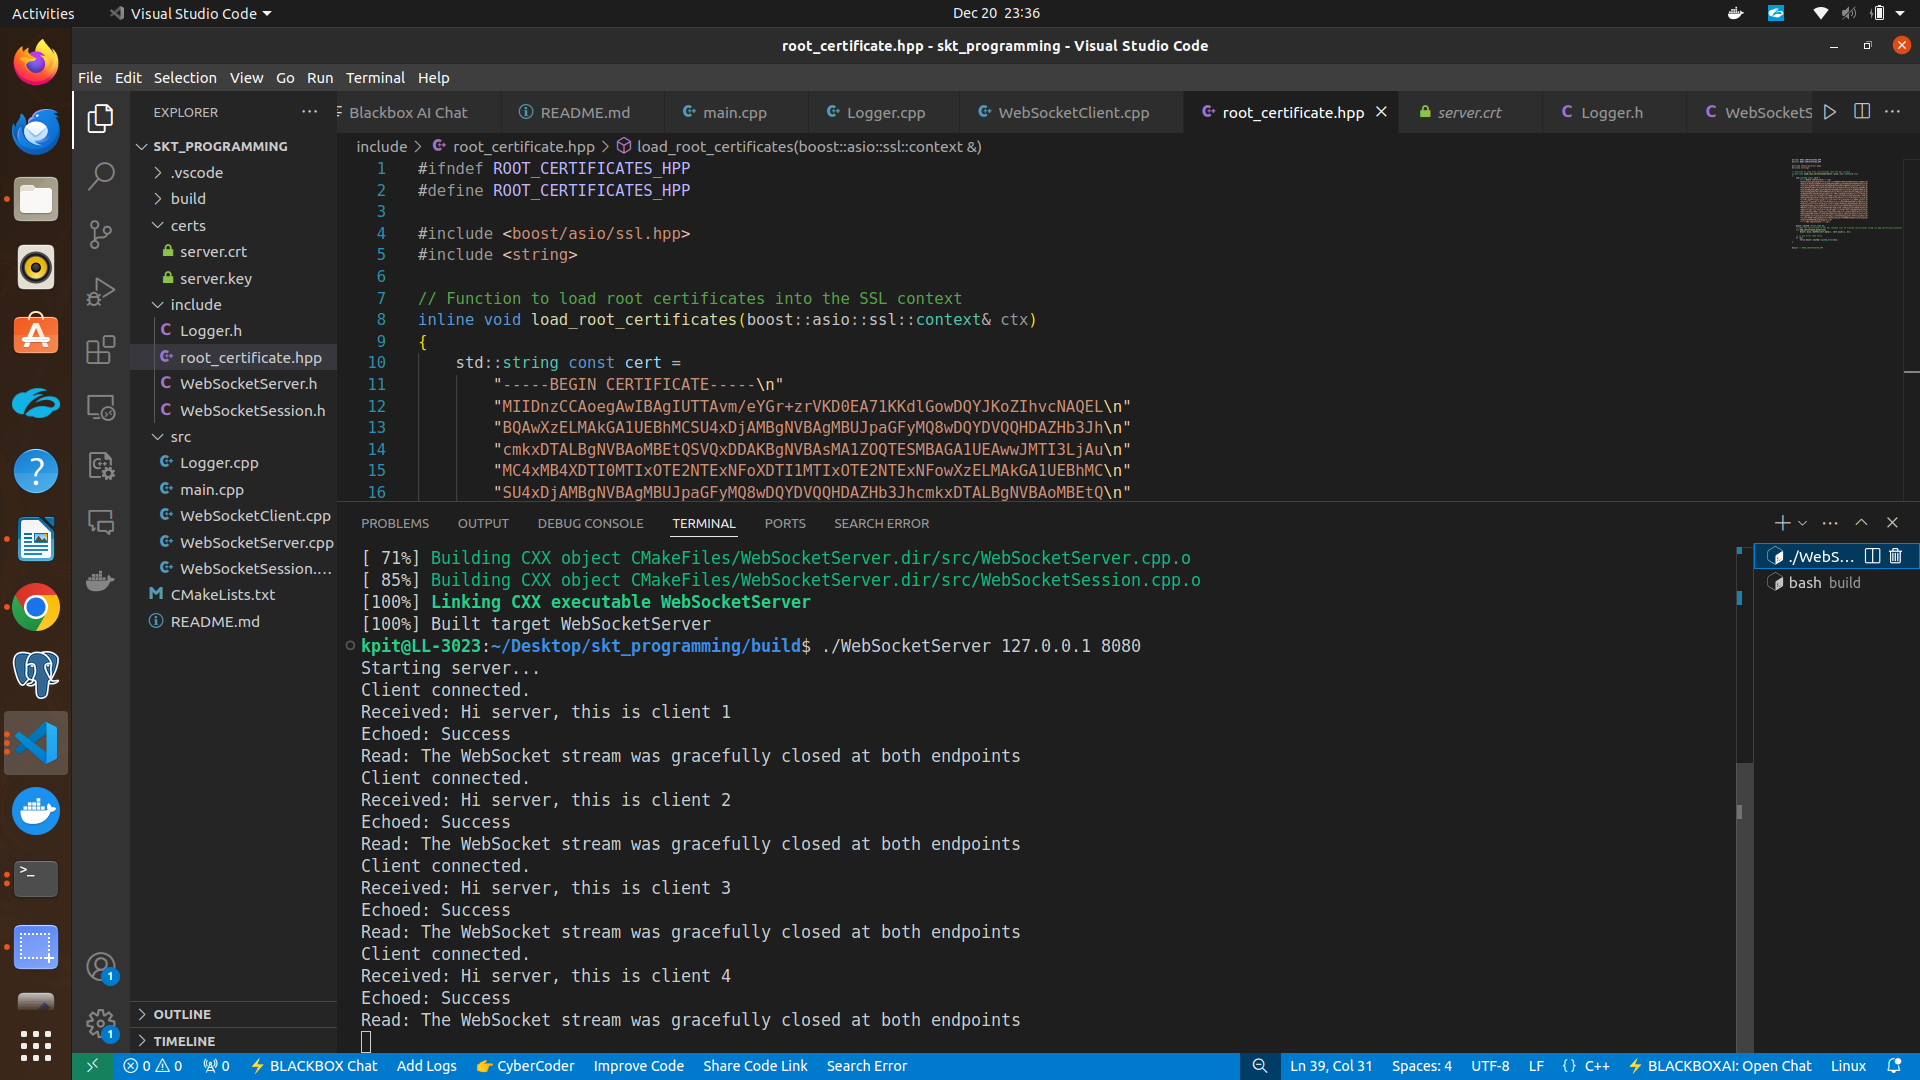 Activities
Visual Studio Code
Dec 20 23:36
root_certificate.hpp - skt_programming - Visual Studio Code
File Edit Selection View Go Run Terminal Help
EXPLORER
Blackbox AI Chat
README.md
main.cpp
Logger.cpp
WebSocketClient.cpp
root_certificate.hpp
server.crt
Logger.h
WebSocketS
SKT_PROGRAMMING
.vscode
build
certs
server.crt
server.key
include
Logger.h
root_certificate.hpp
WebSocketServer.h
WebSocketSession.h
src
Logger.cpp
main.cpp
WebSocketClient.cpp
WebSocketServer.cpp
WebSocketSession....
CMakeLists.txt
README.md
OUTLINE
TIMELINE
include > root_certificate.hpp > load_root_certificates(boost::asio::ssl::context &)
1 #ifndef ROOT_CERTIFICATES_HPP
2 #define ROOT_CERTIFICATES_HPP
3
4 #include <boost/asio/ssl.hpp>
5 #include <string>
6
7 // Function to load root certificates into the SSL context
8 inline void load_root_certificates(boost::asio::ssl::context& ctx)
9 {
10 std::string const cert =
11 "-----BEGIN CERTIFICATE-----\n"
12 "MIIDnzCCAoegAwIBAgIUTTAvm/eYGr+zrVKD0EA71KKdlGowDQYJKoZIhvcNAQEL\n"
13 "BQAwXzELMAkGA1UEBhMCSU4xDjAMBgNVBAgMBUJpaGFyMQ8wDQYDVQQHDAZHb3Jh\n"
14 "cmkxDTALBgNVBAoMBEtQSVQxDDAKBgNVBAsMA1ZOQTESMBAGA1UEAwwJMTI3LjAu\n"
15 "MC4xMB4XDTI0MTIxOTE2NTExNFoXDTI1MTIxOTE2NTExNFowXzELMAkGA1UEBhMC\n"
16 "SU4xDjAMBgNVBAgMBUJpaGFyMQ8wDQYDVQQHDAZHb3JhcmkxDTALBgNVBAoMBEtQ\n"
PROBLEMS OUTPUT DEBUG CONSOLE TERMINAL PORTS SEARCH ERROR
[ 71%] Building CXX object CMakeFiles/WebSocketServer.dir/src/WebSocketServer.cpp.o
[ 85%] Building CXX object CMakeFiles/WebSocketServer.dir/src/WebSocketSession.cpp.o
[100%] Linking CXX executable WebSocketServer
[100%] Built target WebSocketServer
kpit@LL-3023:~/Desktop/skt_programming/build$ ./WebSocketServer 127.0.0.1 8080
Starting server...
Client connected.
Received: Hi server, this is client 1
Echoed: Success
Read: The WebSocket stream was gracefully closed at both endpoints
Client connected.
Received: Hi server, this is client 2
Echoed: Success
Read: The WebSocket stream was gracefully closed at both endpoints
Client connected.
Received: Hi server, this is client 3
Echoed: Success
Read: The WebSocket stream was gracefully closed at both endpoints
Client connected.
Received: Hi server, this is client 4
Echoed: Success
Read: The WebSocket stream was gracefully closed at both endpoints
./WebS...
bash build
1
1
0 0 0 BLACKBOX Chat Add Logs CyberCoder Improve Code Share Code Link Search Error
Ln 39, Col 31 Spaces: 4 UTF-8 LF {} C++ BLACKBOXAI: Open Chat Linux